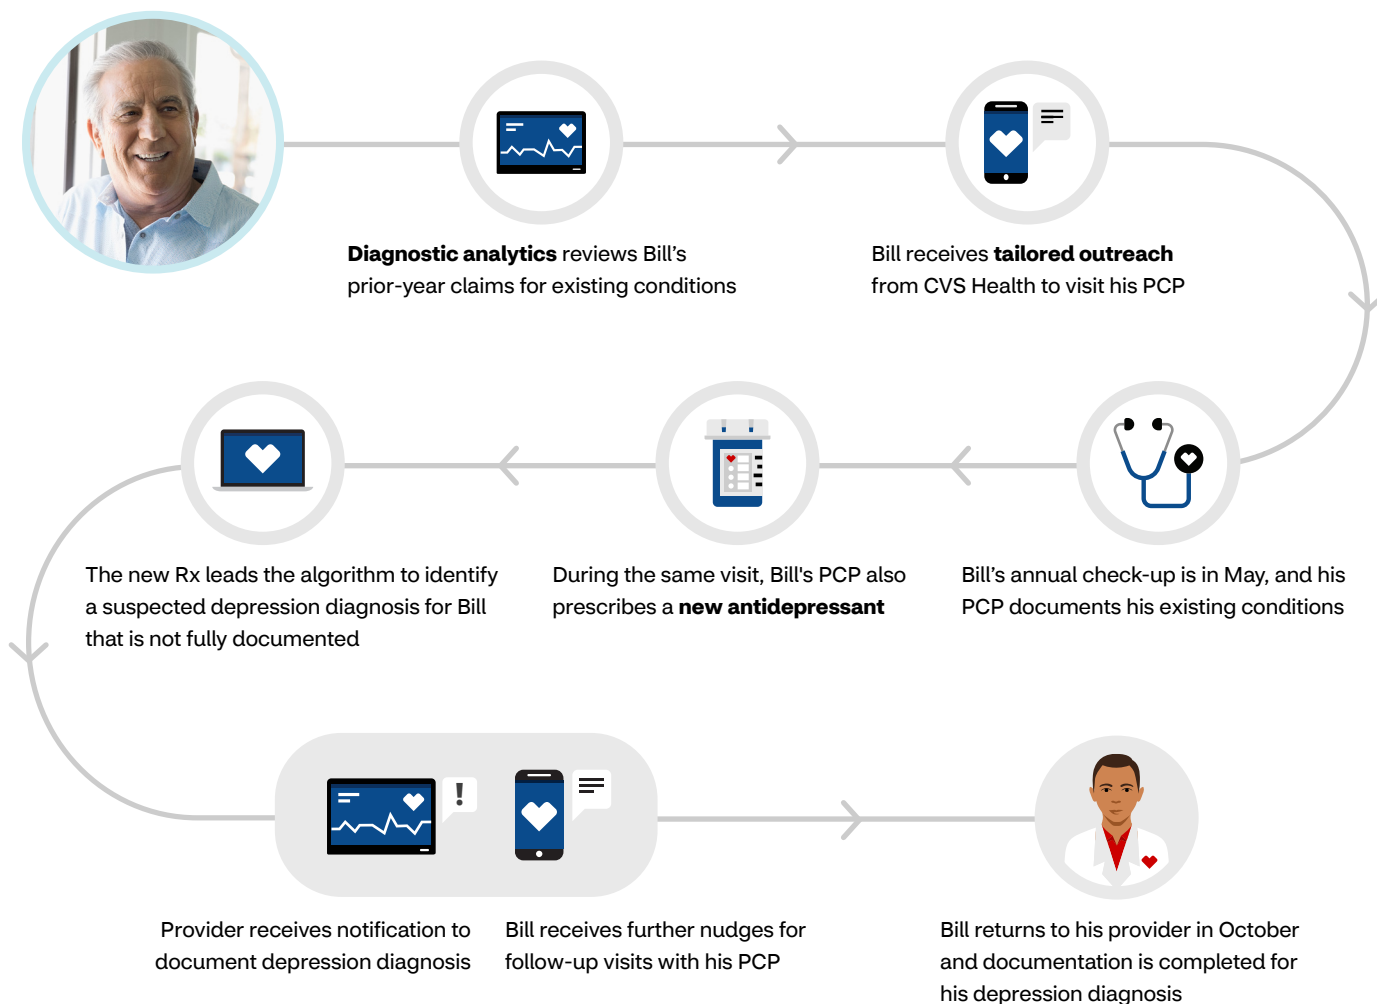 Diagnostic analytics reviews Bill’s
prior-year claims for existing conditions
Bill receives tailored outreach
from CVS Health to visit his PCP
Bill’s annual check-up is in May, and his
PCP documents his existing conditions
During the same visit, Bill's PCP also
prescribes a new antidepressant
The new Rx leads the algorithm to identify
a suspected depression diagnosis for Bill
that is not fully documented
!
Provider receives notification to
document depression diagnosis
Bill receives further nudges for
follow-up visits with his PCP
Bill returns to his provider in October
and documentation is completed for
his depression diagnosis